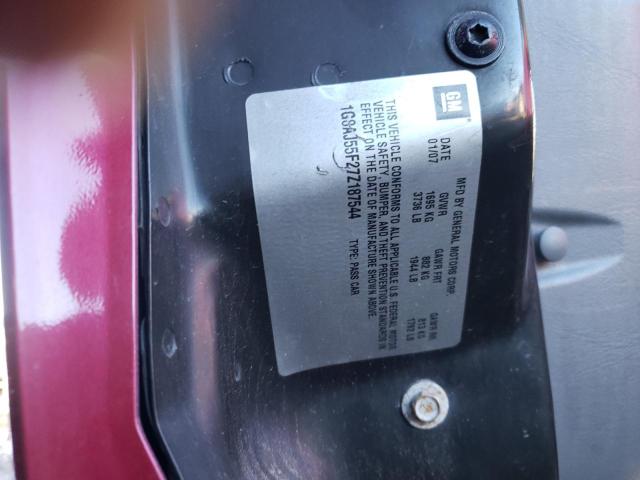 GM
MFD BY GENERAL MOTORS CORP.
DATE GVWR GAWR FRT GAWR RR
01/07 1695 KG 882 KG 813 KG
3736 LB 1944 LB 1792 LB
THIS VEHICLE CONFORMS TO ALL APPLICABLE U.S. FEDERAL MOTOR
VEHICLE SAFETY, BUMPER, AND THEFT PREVENTION STANDARDS IN
EFFECT ON THE DATE OF MANUFACTURE SHOWN ABOVE.
1G8AJ55F27Z187544 TYPE: PASS CAR